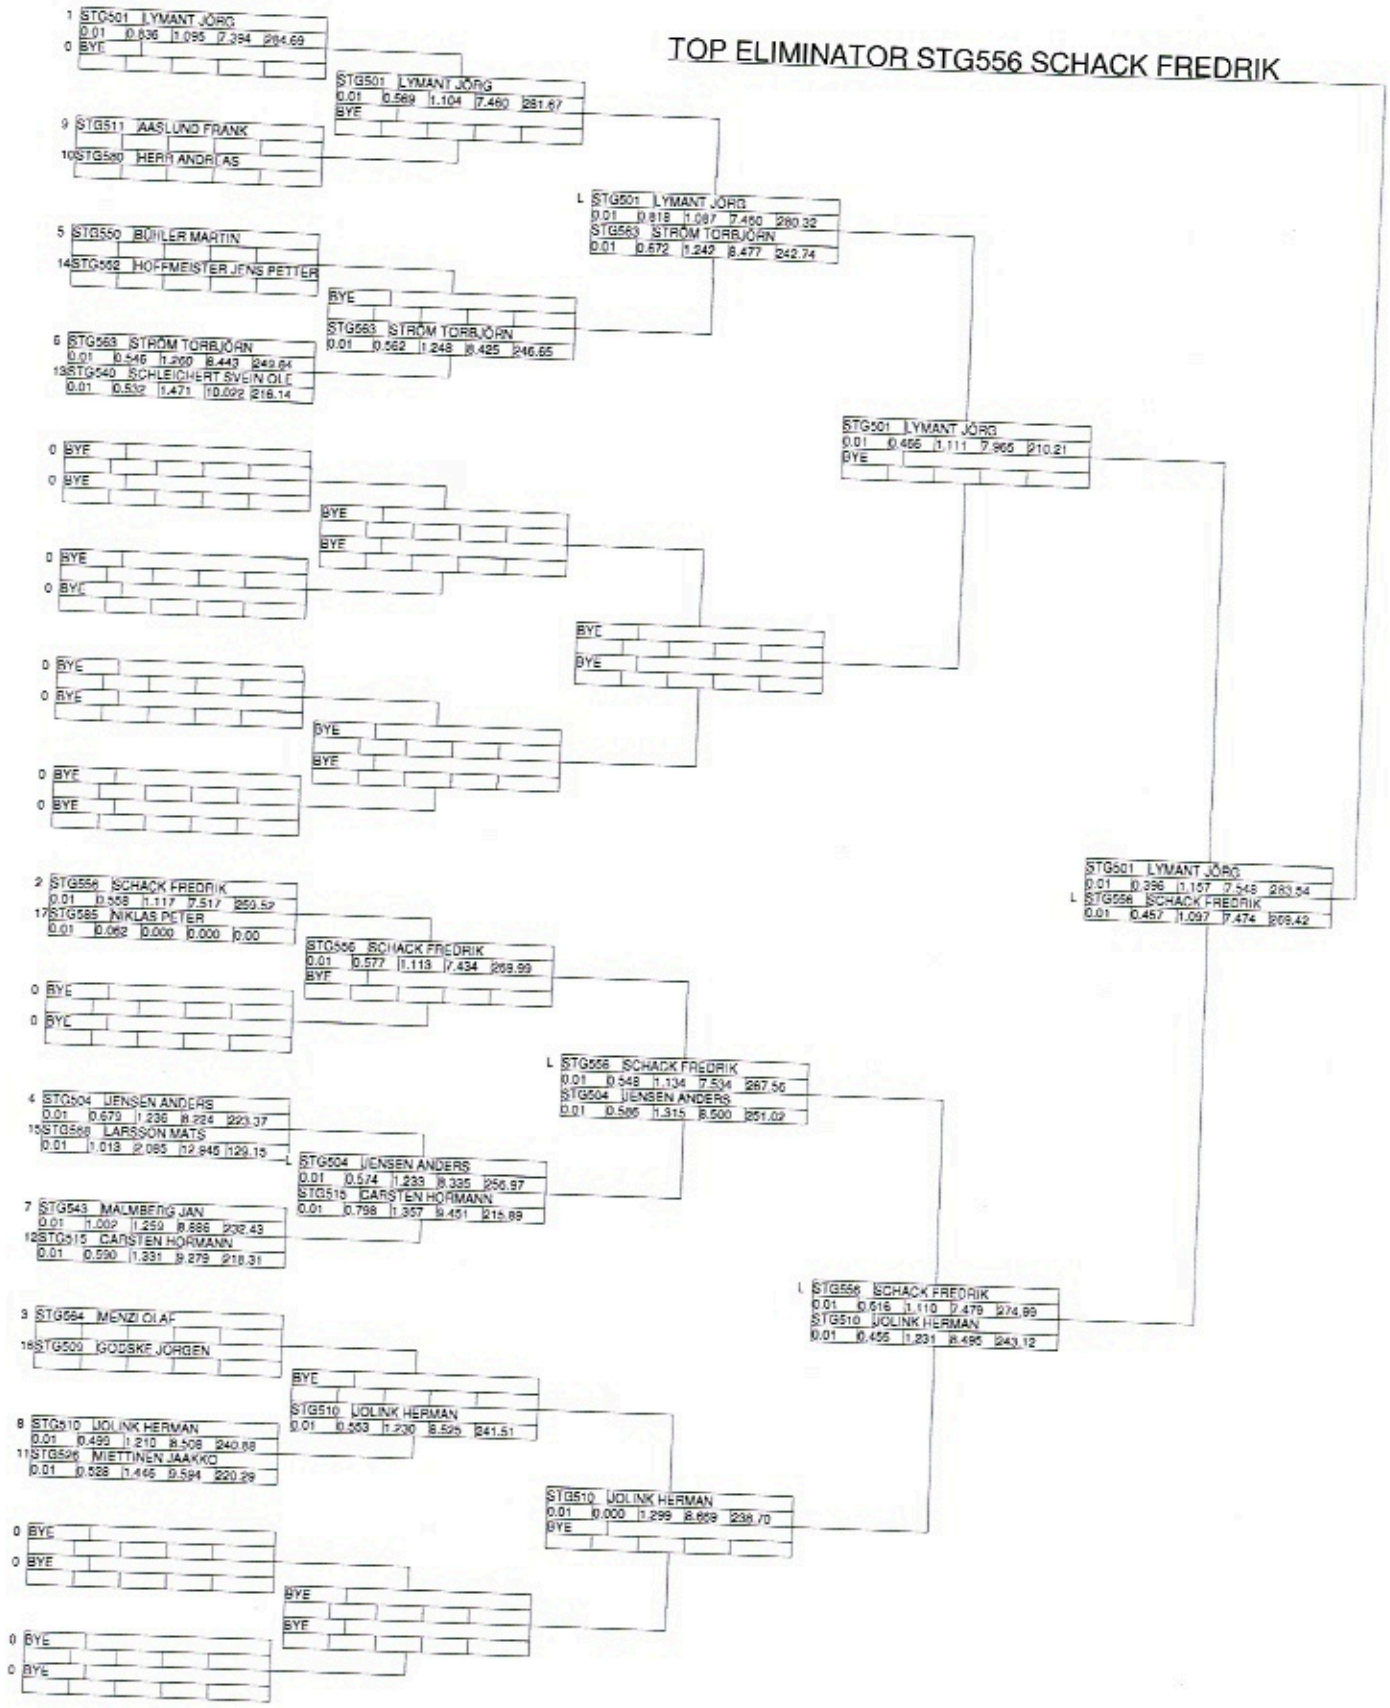 TOP ELIMINATOR STG556 SCHACK FREDRIK
1 STG501 LYMANT JÖRG
0.01 0.836 1.095 7.394 284.69
0 BYE
9 STG511 AASLUND FRANK
10 STG580 HERR ANDREAS
5 STG550 BÜHLER MARTIN
14 STG552 HOFFMEISTER JENS PETTER
6 STG563 STRÖM TORBJÖRN
0.01 0.546 1.260 8.443 249.64
13 STG540 SCHLEICHERT SVEIN OLE
0.01 0.532 1.471 10.022 216.14
0 BYE
0 BYE
0 BYE
0 BYE
0 BYE
0 BYE
0 BYE
0 BYE
2 STG556 SCHACK FREDRIK
0.01 0.558 1.117 7.517 259.52
17 STG585 NIKLAS PETER
0.01 0.062 0.000 0.000 0.00
0 BYE
0 BYE
4 STG504 JENSEN ANDERS
0.01 0.679 1.236 8.224 223.37
15 STG568 LARSSON MATS
0.01 1.013 2.085 12.945 129.15
7 STG543 MALMBERG JAN
0.01 1.002 1.259 8.686 232.43
12 STG515 CARSTEN HORMANN
0.01 0.590 1.331 9.279 218.31
3 STG564 MENZI OLAF
16 STG509 GODSKE JORGEN
8 STG510 JOLINK HERMAN
0.01 0.499 1.210 8.508 240.88
11 STG526 MIETTINEN JAAKKO
0.01 0.528 1.446 9.594 220.29
0 BYE
0 BYE
0 BYE
0 BYE
STG501 LYMANT JÖRG
0.01 0.569 1.104 7.460 281.67
BYE
BYE
STG563 STRÖM TORBJÖRN
0.01 0.562 1.248 8.425 246.65
BYE
BYE
BYE
BYE
STG556 SCHACK FREDRIK
0.01 0.577 1.113 7.434 269.99
BYE
L STG504 JENSEN ANDERS
0.01 0.574 1.233 8.335 256.97
STG515 CARSTEN HORMANN
0.01 0.798 1.357 9.451 215.89
BYE
STG510 JOLINK HERMAN
0.01 0.553 1.230 8.525 241.51
BYE
BYE
L STG501 LYMANT JÖRG
0.01 0.818 1.087 7.450 280.32
STG563 STRÖM TORBJÖRN
0.01 0.672 1.242 8.477 242.74
BYE
BYE
L STG556 SCHACK FREDRIK
0.01 0.548 1.134 7.534 267.56
STG504 JENSEN ANDERS
0.01 0.586 1.315 8.500 251.02
STG510 JOLINK HERMAN
0.01 0.000 1.299 8.659 238.70
BYE
STG501 LYMANT JÖRG
0.01 0.466 1.111 7.965 210.21
BYE
L STG556 SCHACK FREDRIK
0.01 0.516 1.110 7.479 274.99
STG510 JOLINK HERMAN
0.01 0.455 1.231 8.495 243.12
STG501 LYMANT JÖRG
0.01 0.396 1.157 7.548 283.54
L STG556 SCHACK FREDRIK
0.01 0.457 1.097 7.474 269.42